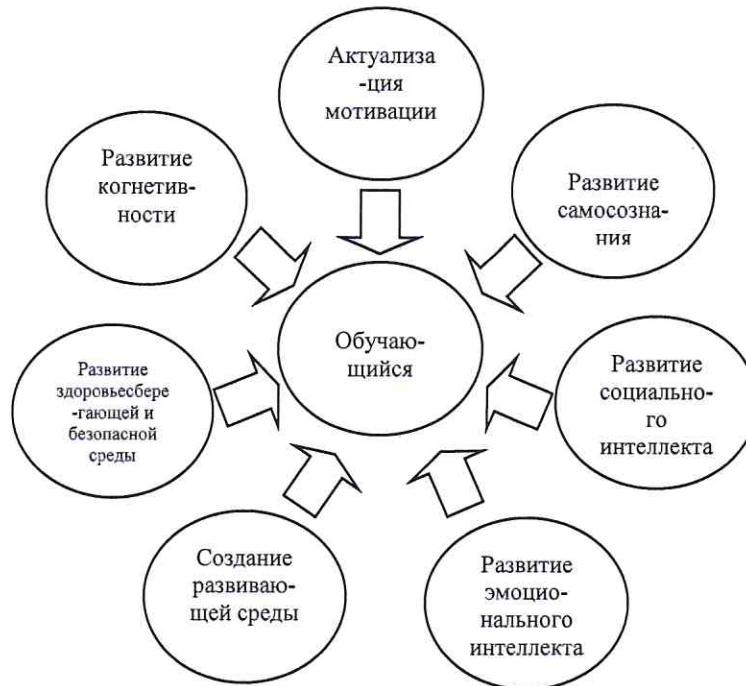 Актуализа
-ция
мотивации
Развитие
когнетив-
ности
Развитие
самосозна-
ния
Обучаю-
щийся
Развитие
здоровьесбере
-гающей и
безопасной
среды
Развитие
социально-
го
интеллекта
Создание
развиваю-
щей среды
Развитие
эмоцио-
нального
интеллекта